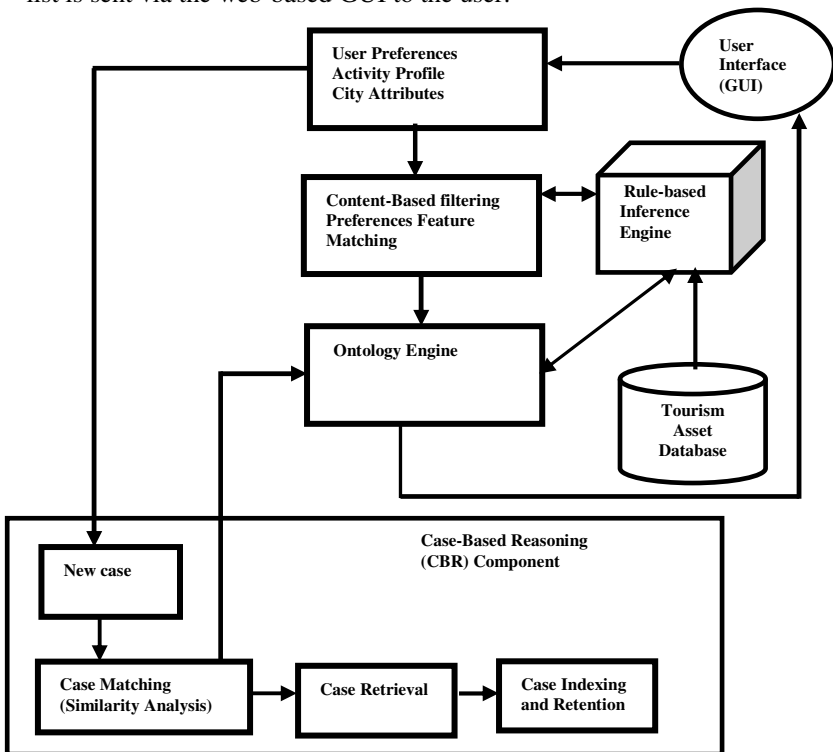 list is sent via the web-based GUI to the user.
User Preferences
Activity Profile
City Attributes
User
Interface
(GUI)
Content-Based filtering
Preferences Feature
Matching
Rule-based
Inference
Engine
Ontology Engine
Tourism
Asset
Database
Case-Based Reasoning
(CBR) Component
New case
Case Matching
(Similarity Analysis)
Case Retrieval
Case Indexing
and Retention